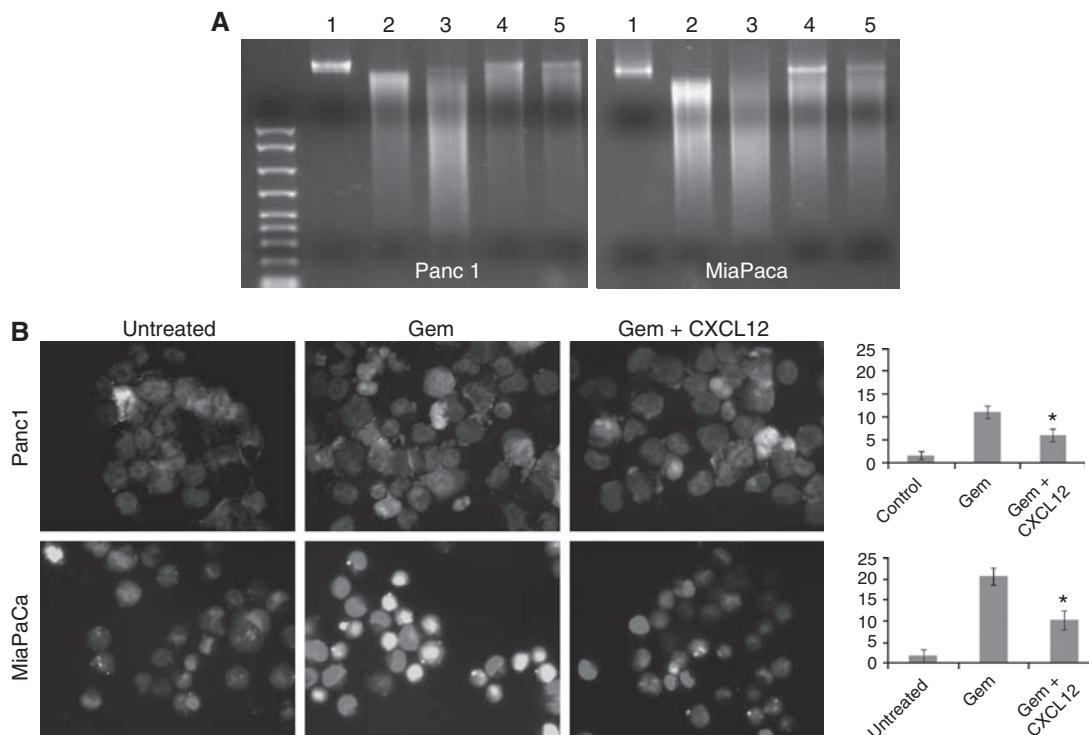 A
1 2 3 4 5
1 2 3 4 5
Panc 1
MiaPaca
B
Untreated
Gem
Gem + CXCL12
Panc1
MiaPaCa
25
20
15
10
5
0
Control
Gem
Gem +
CXCL12
*
25
20
15
10
5
0
Untreated
Gem
Gem +
CXCL12
*